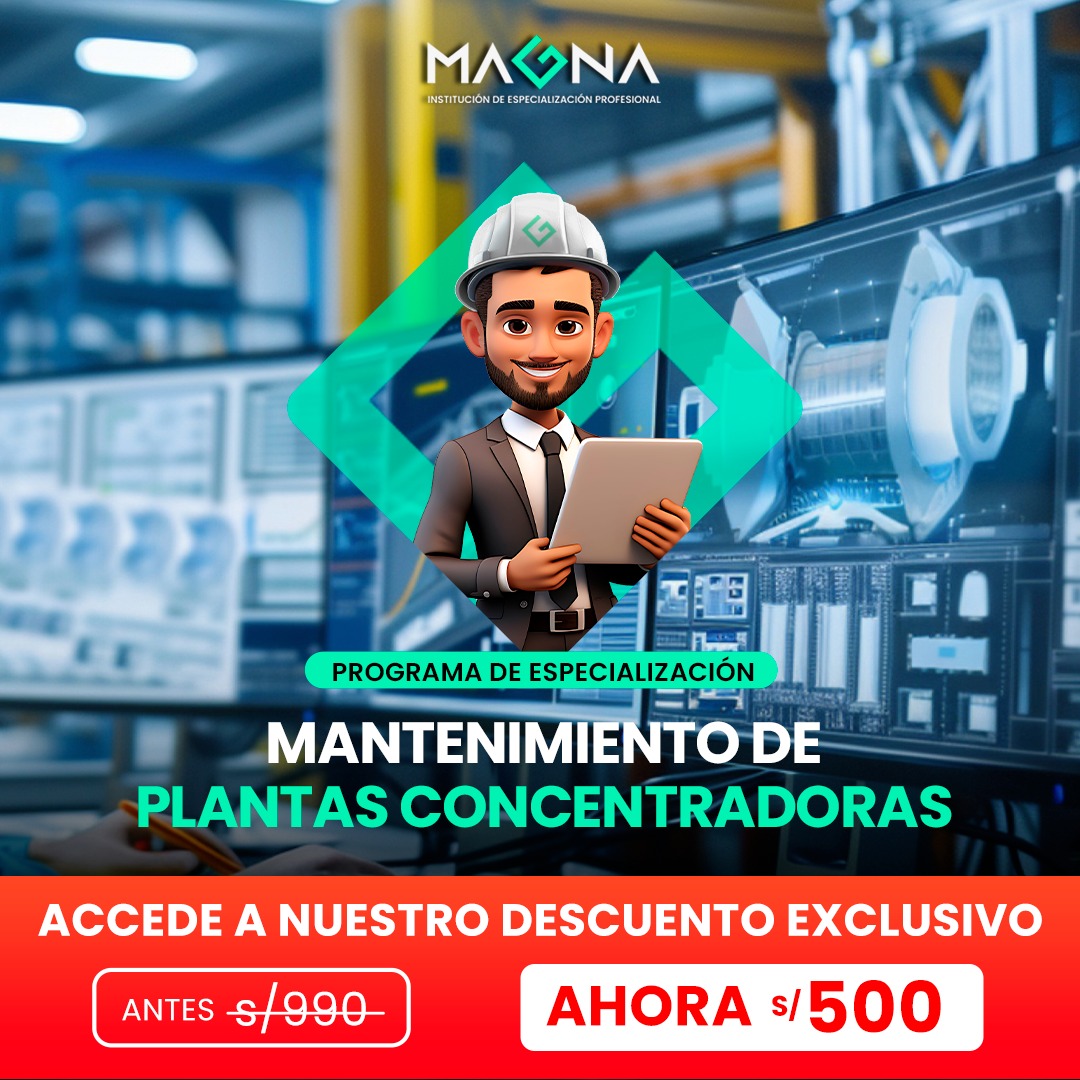 MAGNA
INSTITUCIÓN DE ESPECIALIZACIÓN PROFESIONAL
PROGRAMA DE ESPECIALIZACIÓN
MANTENIMIENTO DE
PLANTAS CONCENTRADORAS
ACCEDE A NUESTRO DESCUENTO EXCLUSIVO
ANTES s/990
AHORA s/500